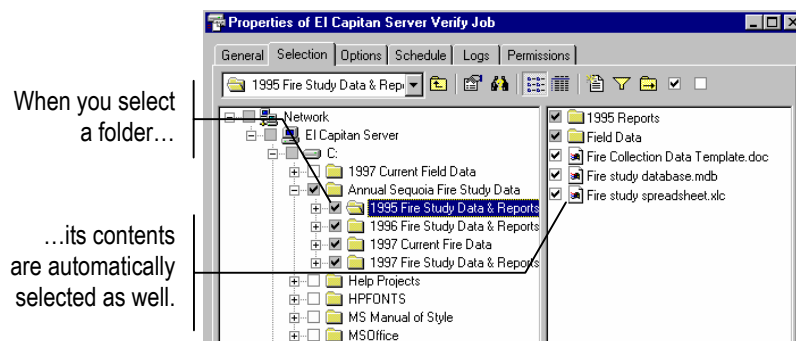 Properties of El Capitan Server Verify Job
General Selection Options Schedule Logs Permissions
1995 Fire Study Data & Rep
When you select
a folder…
…its contents
are automatically
selected as well.
Network
El Capitan Server
C:
1997 Current Field Data
Annual Sequoia Fire Study Data
1995 Fire Study Data & Reports
1996 Fire Study Data & Reports
1997 Current Fire Data
1997 Fire Study Data & Reports
Help Projects
HPFONTS
MS Manual of Style
MSOffice
1995 Reports
Field Data
Fire Collection Data Template.doc
Fire study database.mdb
Fire study spreadsheet.xlc